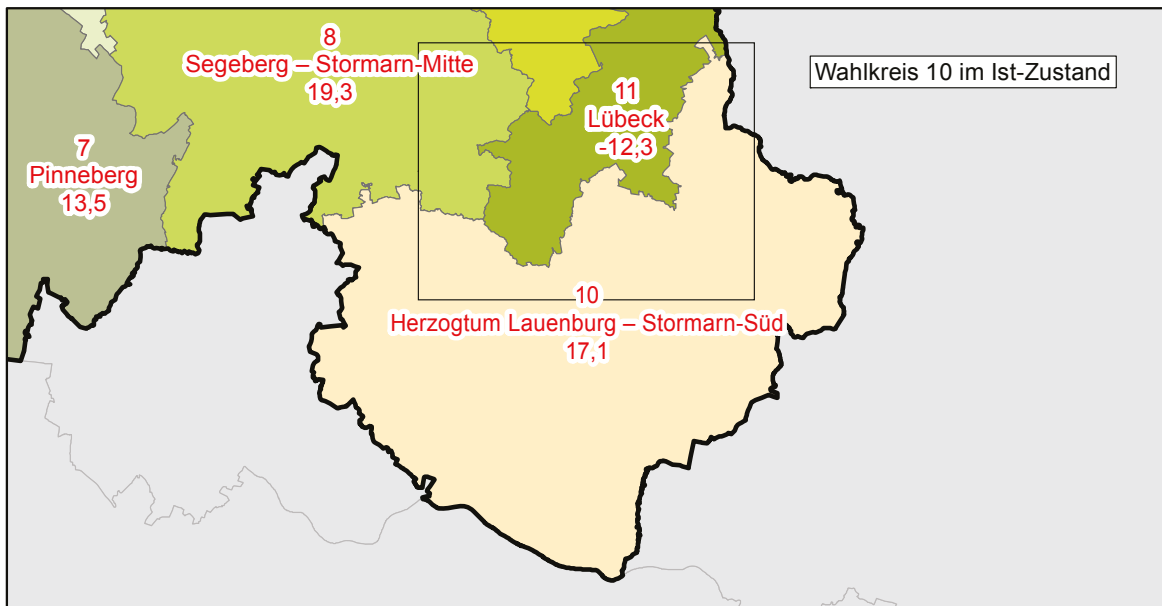 8
Segeberg – Stormarn-Mitte
19,3
Wahlkreis 10 im Ist-Zustand
11
Lübeck
-12,3
7
Pinneberg
13,5
10
Herzogtum Lauenburg – Stormarn-Süd
17,1